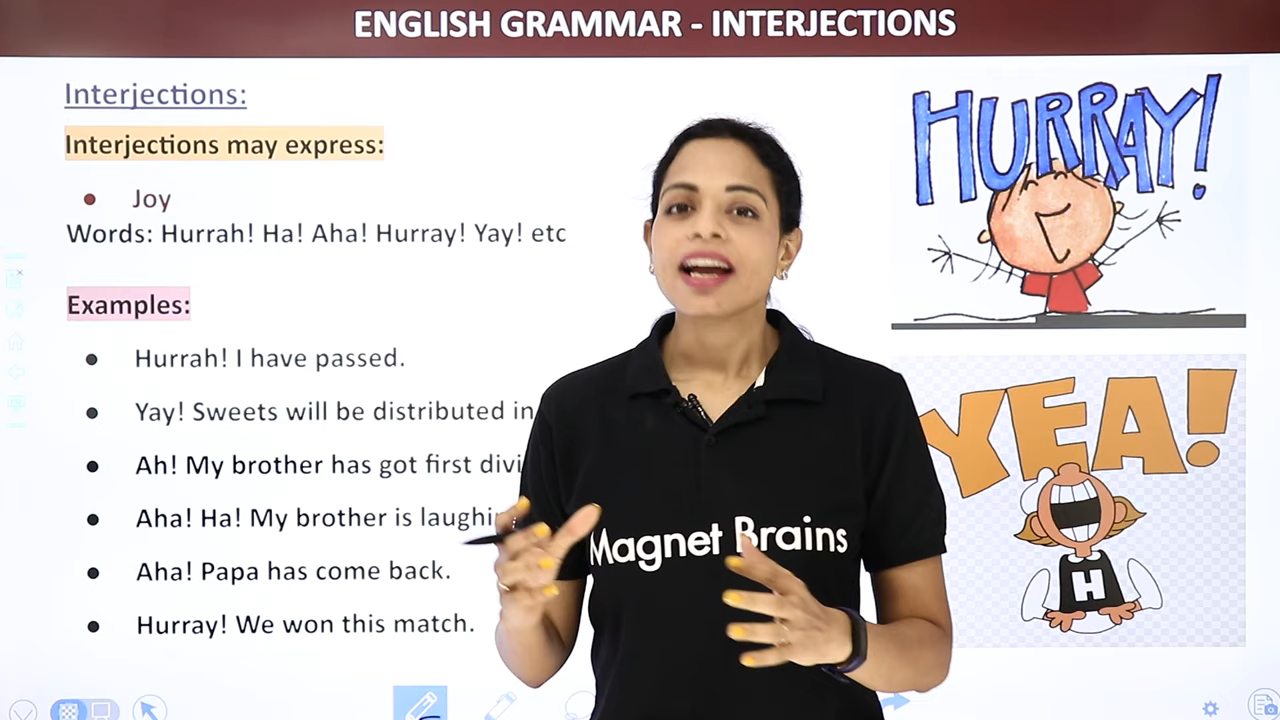 ENGLISH GRAMMAR - INTERJECTIONS
Interjections:
Interjections may express:
Joy
Words: Hurrah! Ha! Aha! Hurray! Yay! etc
Examples:
Hurrah! I have passed.
Yay! Sweets will be distributed in
Ah! My brother has got first
Aha! Ha! My brother is
Aha! Papa has come back.
Hurray! We won this match.
HURRAY!
YEA!
H
Magnet Brains